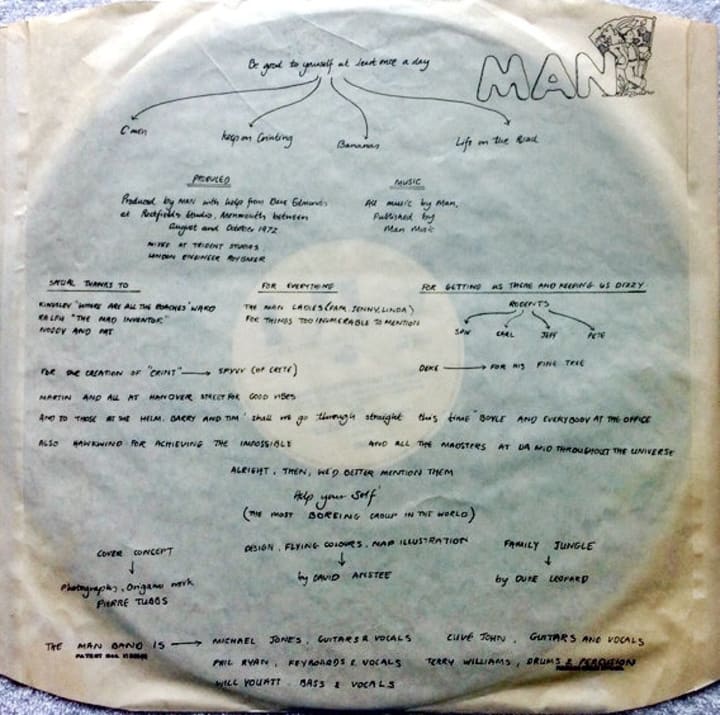 Be good to yourself at least once a day
MAN
C'mon
Keep on Crinting
Bananas
Life on the Road
PRODUCED
Produced by MAN with help from Dave Edmunds
at Rockfield Studio, Monmouth between
August and October 1972
MIXED AT TRIDENT STUDIOS
LONDON ENGINEER ROY BAKER
MUSIC
All music by Man.
Published by
Man Music
SPECIAL THANKS TO
KINGSLEY "WHERE ARE ALL THE ROACHES" WARD
RALPH "THE MAD INVENTOR"
NODDY AND PAT
FOR EVERYTHING
THE MAN LADIES (PAM, JENNY, LINDA)
FOR THINGS TOO INUMERABLE TO MENTION
FOR GETTING US THERE AND KEEPING US DIZZY.
RODENTS
CARL
JEFF
PETE
FOR OUR CREATION OF "CRINT" → SPYVV (OF CRETE)
DEKE → FOR HIS FINE TREE
MARTIN AND ALL AT HANOVER STREET FOR GOOD VIBES
AND TO THOSE AT THE HELM. BARRY AND TIM 'shall we go through straight this time' BOYLE AND EVERYBODY AT THE OFFICE
ALSO HAWKWIND FOR ACHIEVING THE IMPOSSIBLE
AND ALL THE MADSTERS AT UA AND THROUGHOUT THE UNIVERSE
ALRIGHT, THEN, WE'D BETTER MENTION THEM
'Help your Self'
(THE MOST BOREING GROUP IN THE WORLD)
COVER CONCEPT
Photographs, Origami work
PIERRE TUBBS
DESIGN, FLYING COLOURS, MAP ILLUSTRATION
by DAVID ANSTEE
FAMILY JUNGLE
by DUKE LEOPARD
THE MAN BAND IS → MICHAEL JONES, GUITARS & VOCALS
CLIVE JOHN, GUITARS AND VOCALS
PHIL RYAN, KEYBOARDS & VOCALS
TERRY WILLIAMS, DRUMS & PERCUSION
WILL YOUATT. BASS & VOCALS